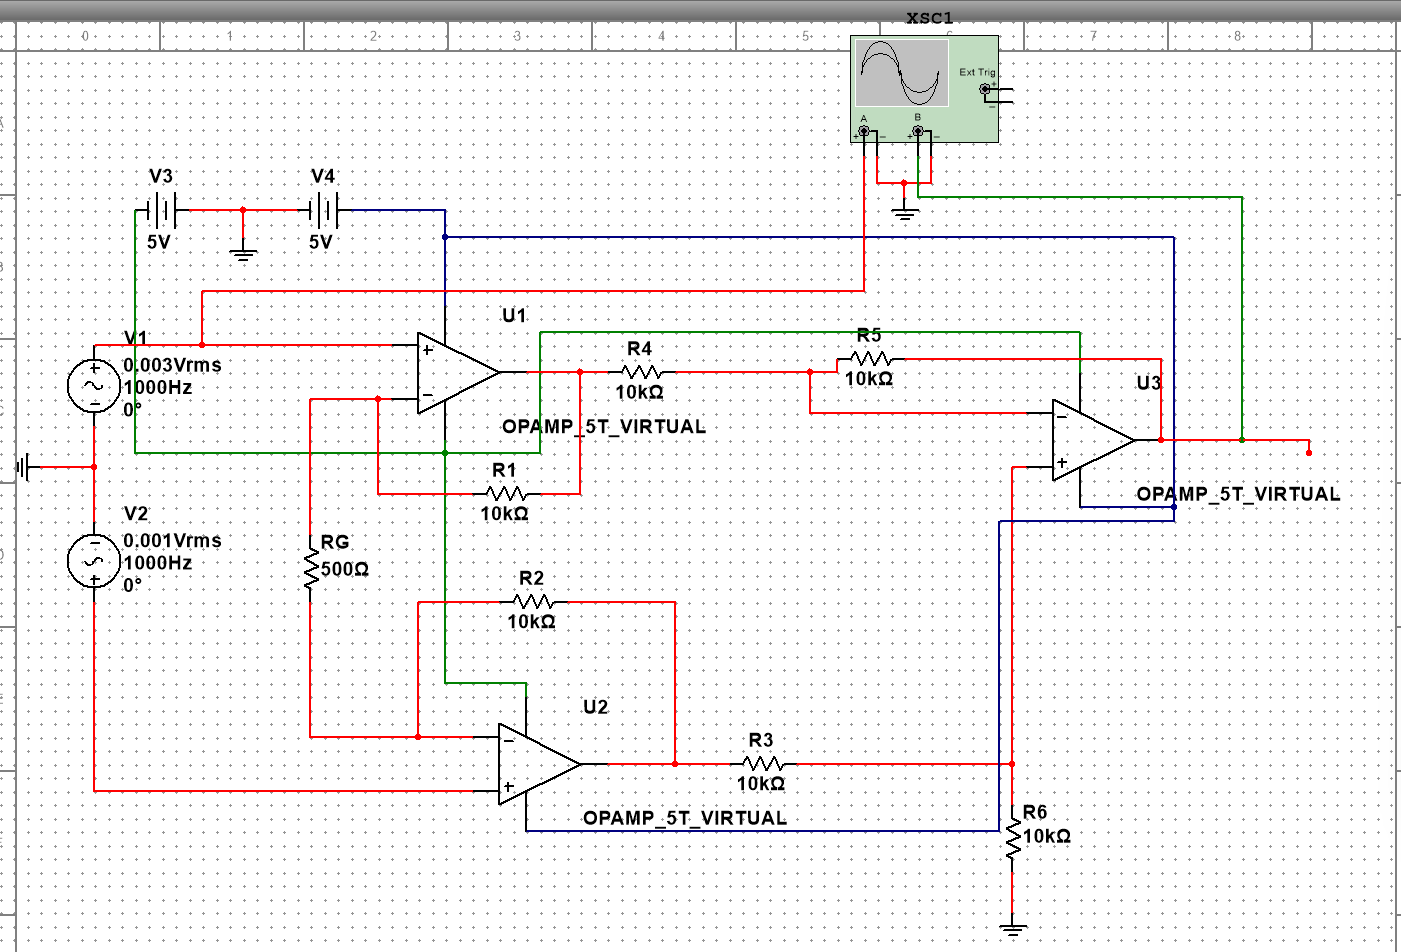 XSC1
0 1 2 3 4 5 6 7 8
Ext Trig
+
−
A B
+ − + −
V3 V4
5V 5V
U1
V1
0.003Vrms
1000Hz
0°
+
−
R4
10kΩ
R5
10kΩ
U3
−
+
OPAMP_5T_VIRTUAL
OPAMP_5T_VIRTUAL
R1
10kΩ
V2
0.001Vrms
1000Hz
0°
RG
500Ω
R2
10kΩ
U2
−
+
R3
10kΩ
OPAMP_5T_VIRTUAL
R6
10kΩ